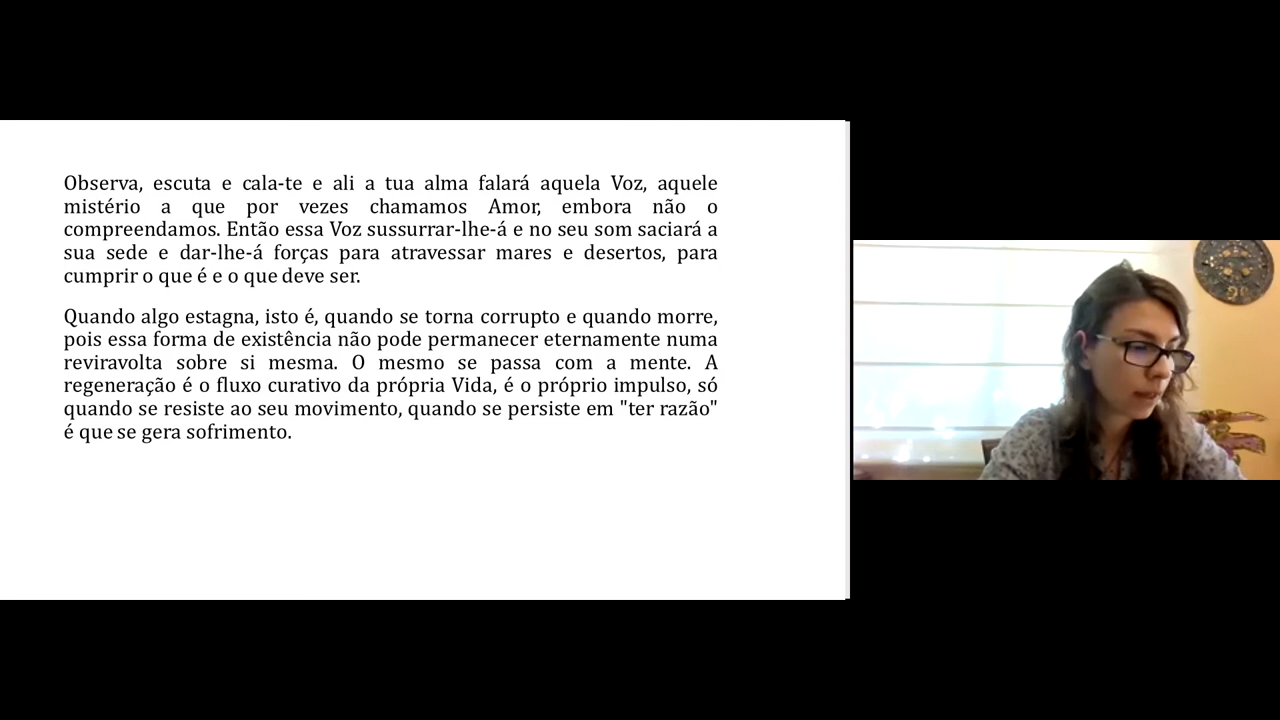 Observa, escuta e cala-te e ali a tua alma falará aquela Voz, aquele
mistério a que por vezes chamamos Amor, embora não o
compreendamos. Então essa Voz sussurrar-lhe-á e no seu som saciará a
sua sede e dar-lhe-á forças para atravessar mares e desertos, para
cumprir o que é e o que deve ser.
Quando algo estagna, isto é, quando se torna corrupto e quando morre,
pois essa forma de existência não pode permanecer eternamente numa
reviravolta sobre si mesma. O mesmo se passa com a mente. A
regeneração é o fluxo curativo da própria Vida, é o próprio impulso, só
quando se resiste ao seu movimento, quando se persiste em "ter razão"
é que se gera sofrimento.